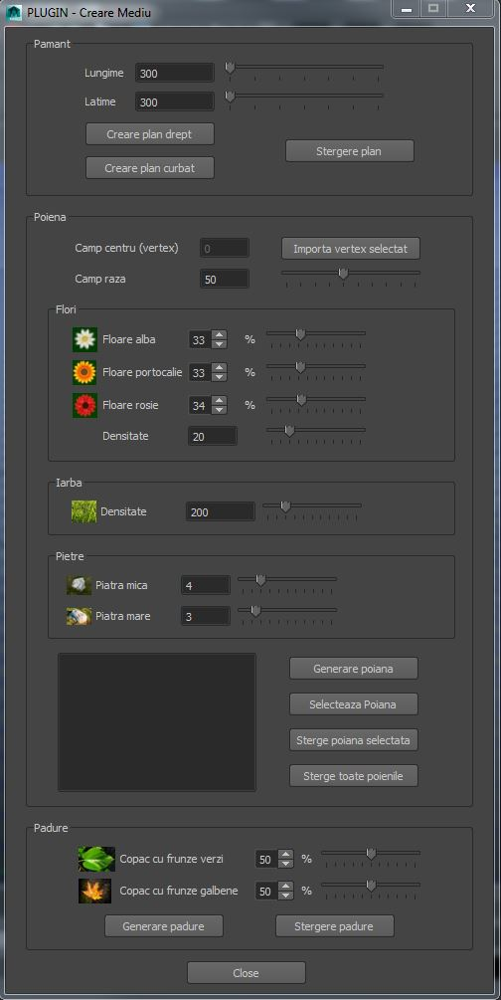 PLUGIN - Creare Mediu
Pamant
Lungime 300
Latime 300
Creare plan drept
Stergere plan
Creare plan curbat
Poiena
Camp centru (vertex) 0 Importa vertex selectat
Camp raza 50
Flori
Floare alba 33 %
Floare portocalie 33 %
Floare rosie 34 %
Densitate 20
Iarba
Densitate 200
Pietre
Piatra mica 4
Piatra mare 3
Generare poiana
Selecteaza Poiana
Sterge poiana selectata
Sterge toate poienile
Padure
Copac cu frunze verzi 50 %
Copac cu frunze galbene 50 %
Generare padure Stergere padure
Close